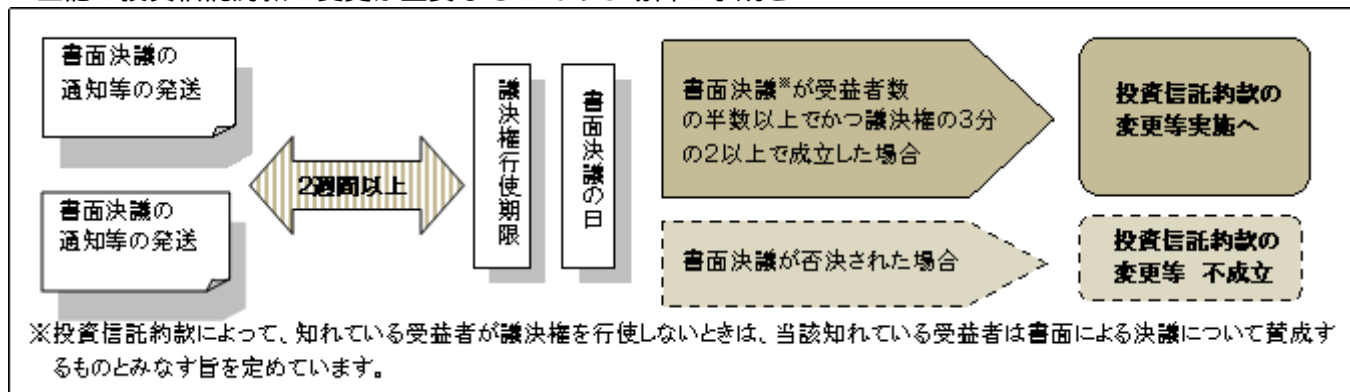 書面決議の
通知等の発送
書面決議の
通知等の発送
2週間以上
議決権行使期限
書面決議の日
書面決議※が受益者数
の半数以上でかつ議決権の3分
の2以上で成立した場合
投資信託約款の
変更等実施へ
書面決議が否決された場合
投資信託約款の
変更等 不成立
※投資信託約款によって、知れている受益者が議決権を行使しないときは、当該知れている受益者は書面による決議について賛成す
るものとみなす旨を定めています。